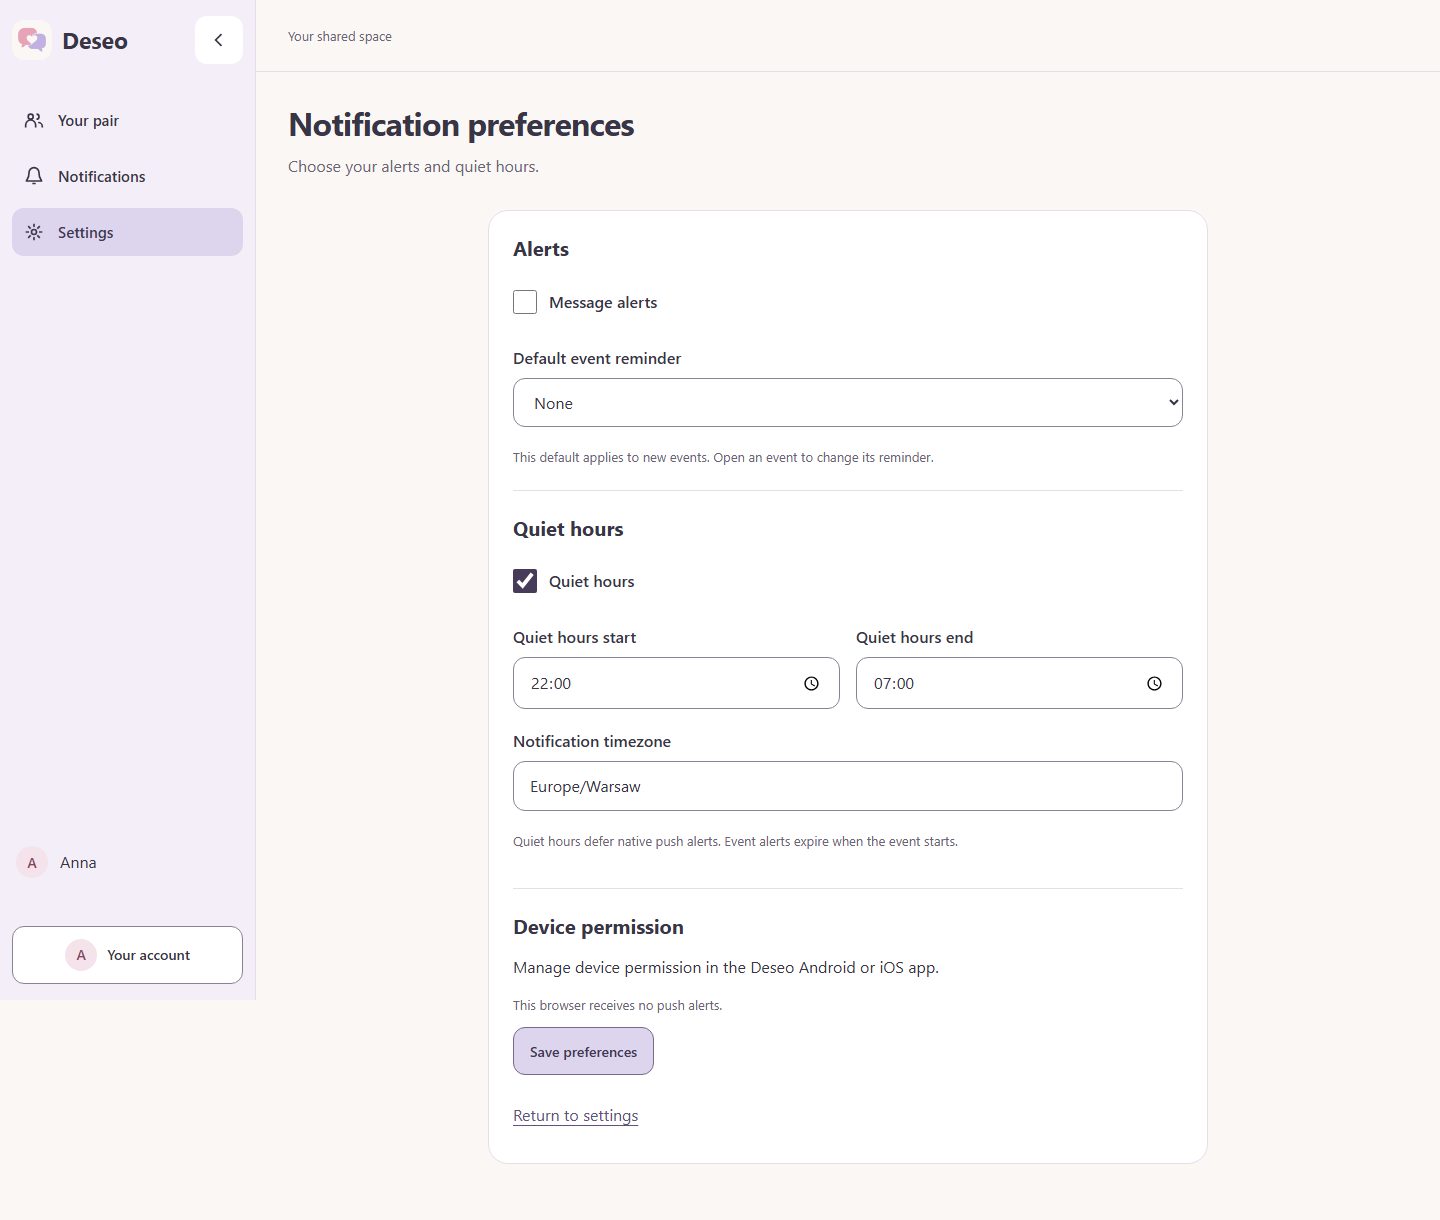 Deseo
Your pair
Notifications
Settings
Your shared space
Notification preferences
Choose your alerts and quiet hours.
Alerts
Message alerts
Default event reminder
None
This default applies to new events. Open an event to change its reminder.
Quiet hours
Quiet hours
Quiet hours start
Quiet hours end
22:00
07:00
Notification timezone
Europe/Warsaw
Quiet hours defer native push alerts. Event alerts expire when the event starts.
Device permission
Manage device permission in the Deseo Android or iOS app.
This browser receives no push alerts.
Save preferences
Return to settings
A Anna
A Your account